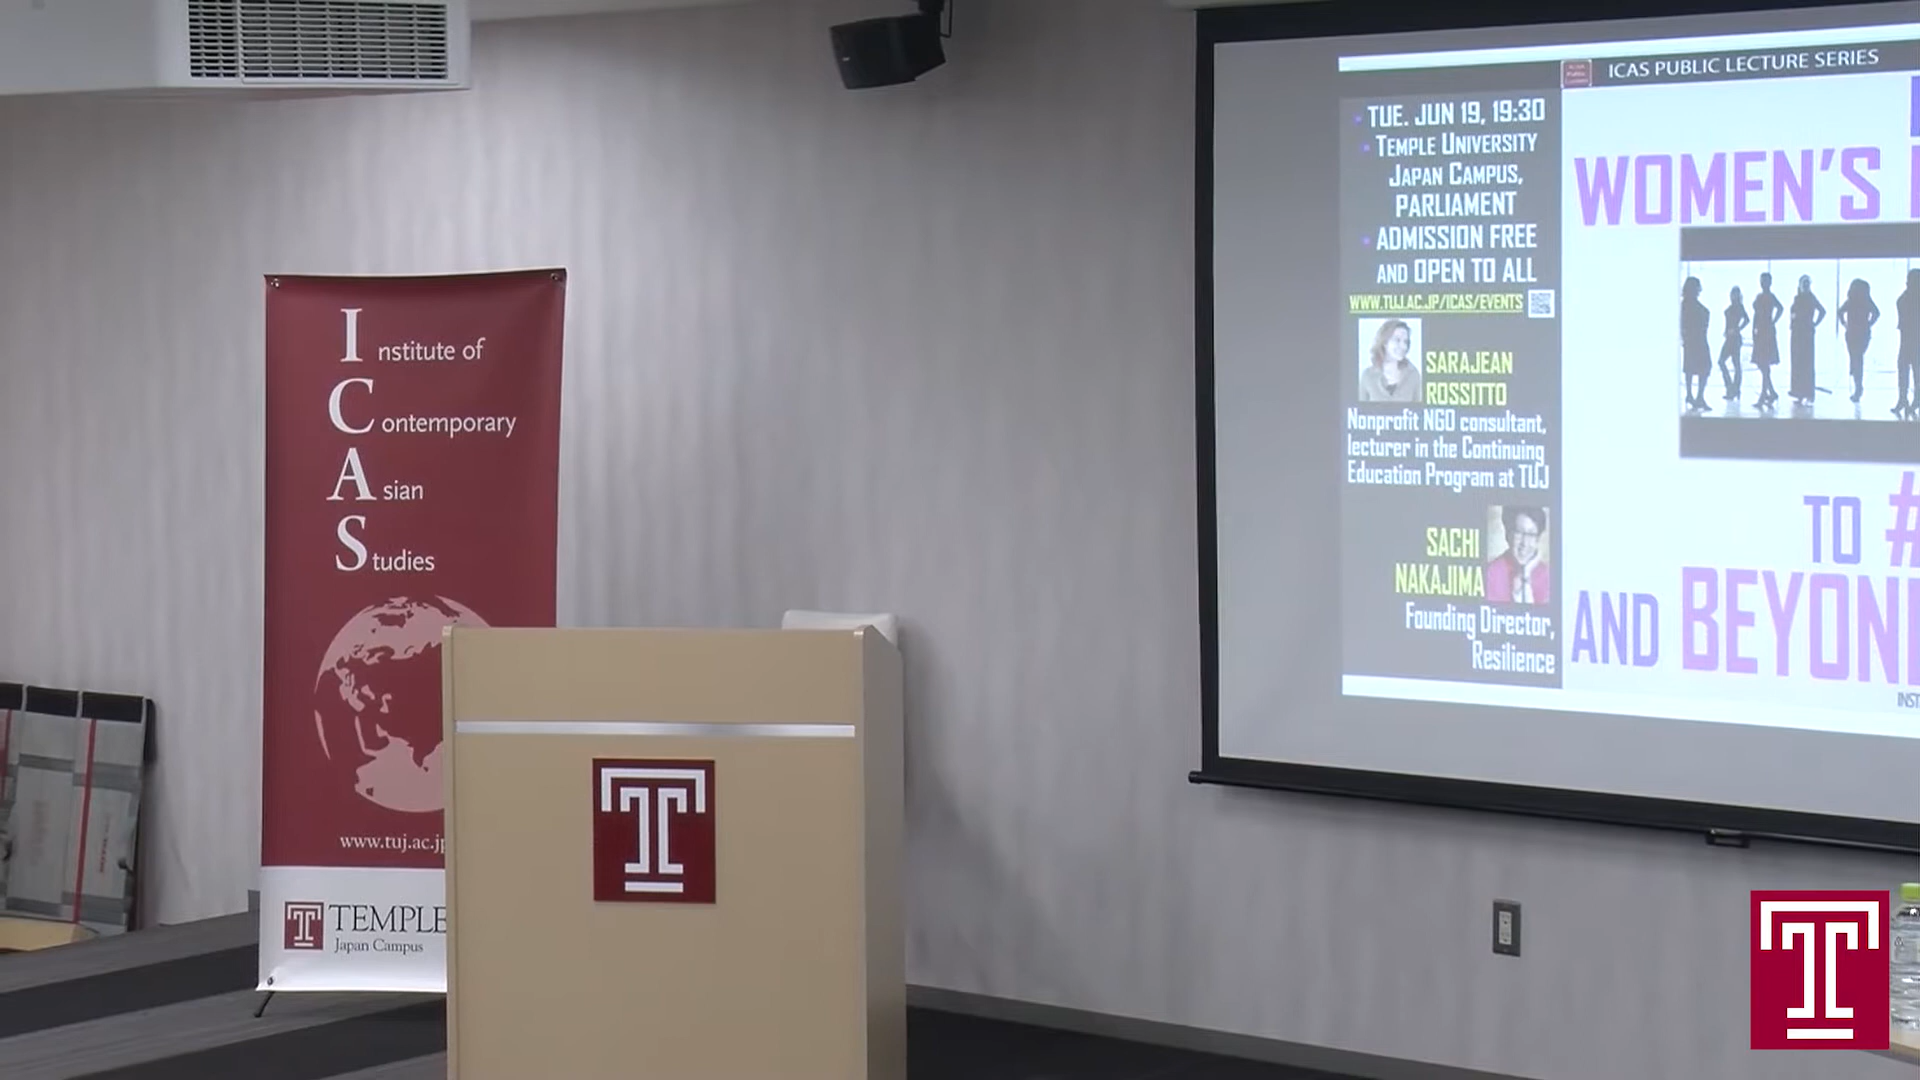 Institute of
Contemporary
Asian
Studies
www.tuj.ac.jp
TEMPLE
Japan Campus
ICAS PUBLIC LECTURE SERIES
TUE. JUN 19, 19:30
TEMPLE UNIVERSITY
JAPAN CAMPUS,
PARLIAMENT
ADMISSION FREE
AND OPEN TO ALL
WWW.TUJ.AC.JP/ICAS/EVENTS
SARAJEAN
ROSSITTO
Nonprofit NGO consultant,
lecturer in the Continuing
Education Program at TUJ
SACHI
NAKAJIMA
Founding Director,
Resilience
WOMEN'S
TO #
AND BEYOND